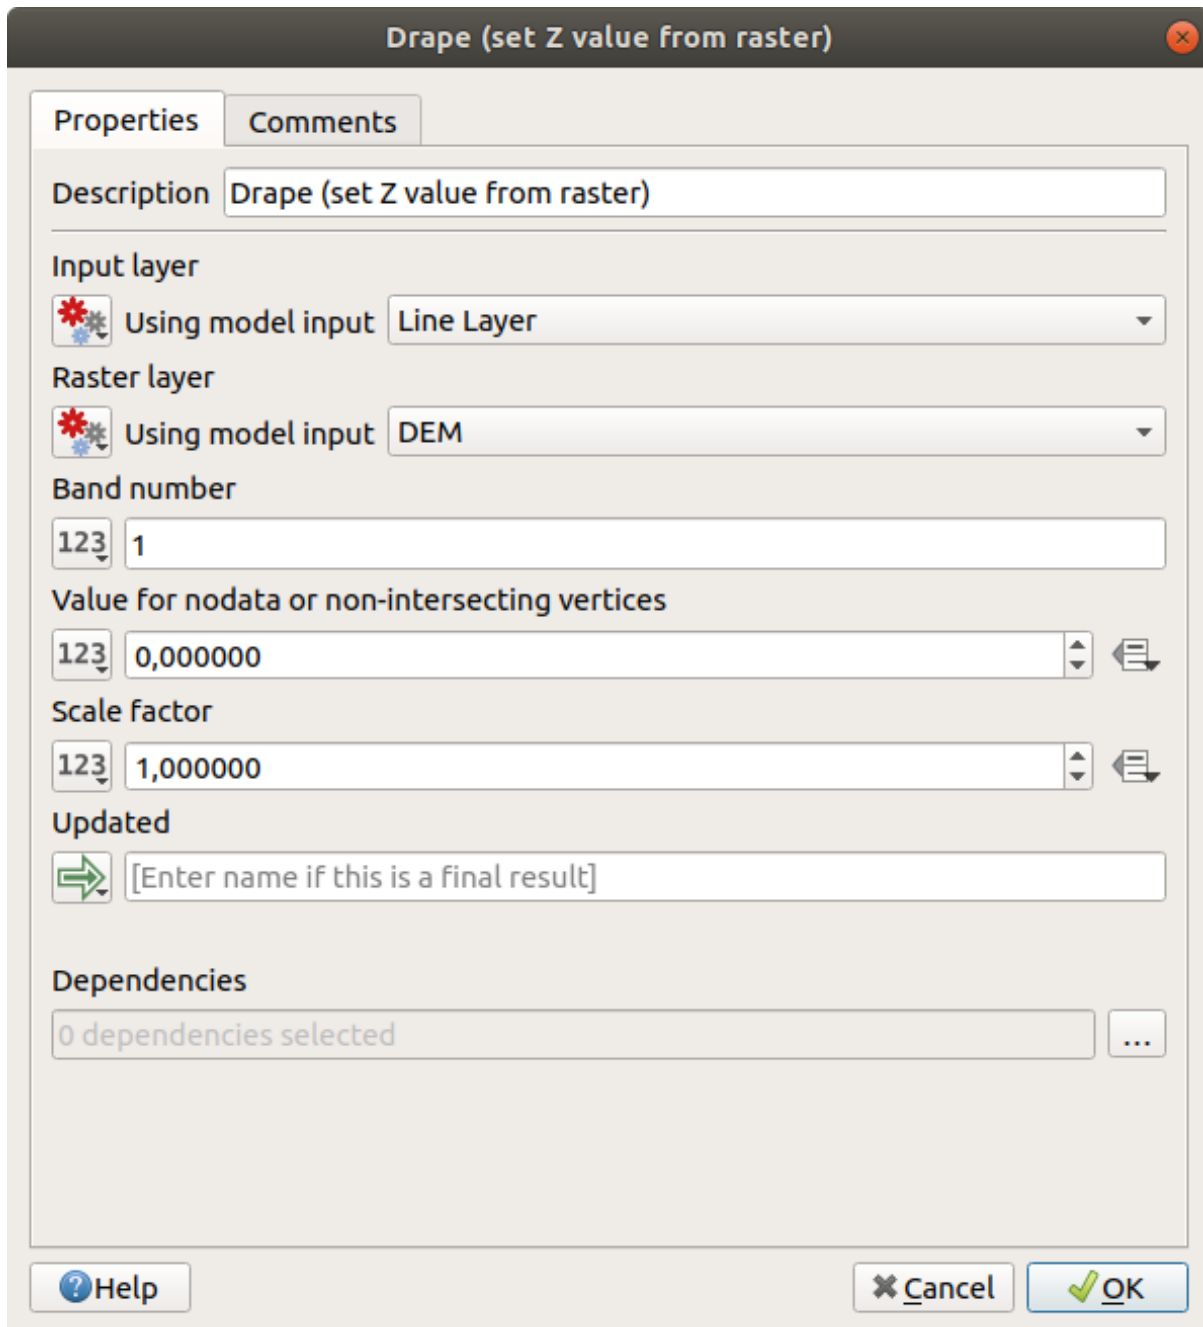 Drape (set Z value from raster)
Properties Comments
Description Drape (set Z value from raster)
Input layer
Using model input Line Layer
Raster layer
Using model input DEM
Band number
123 1
Value for nodata or non-intersecting vertices
123 0,000000
Scale factor
123 1,000000
Updated
[Enter name if this is a final result]
Dependencies
0 dependencies selected ...
Help Cancel OK